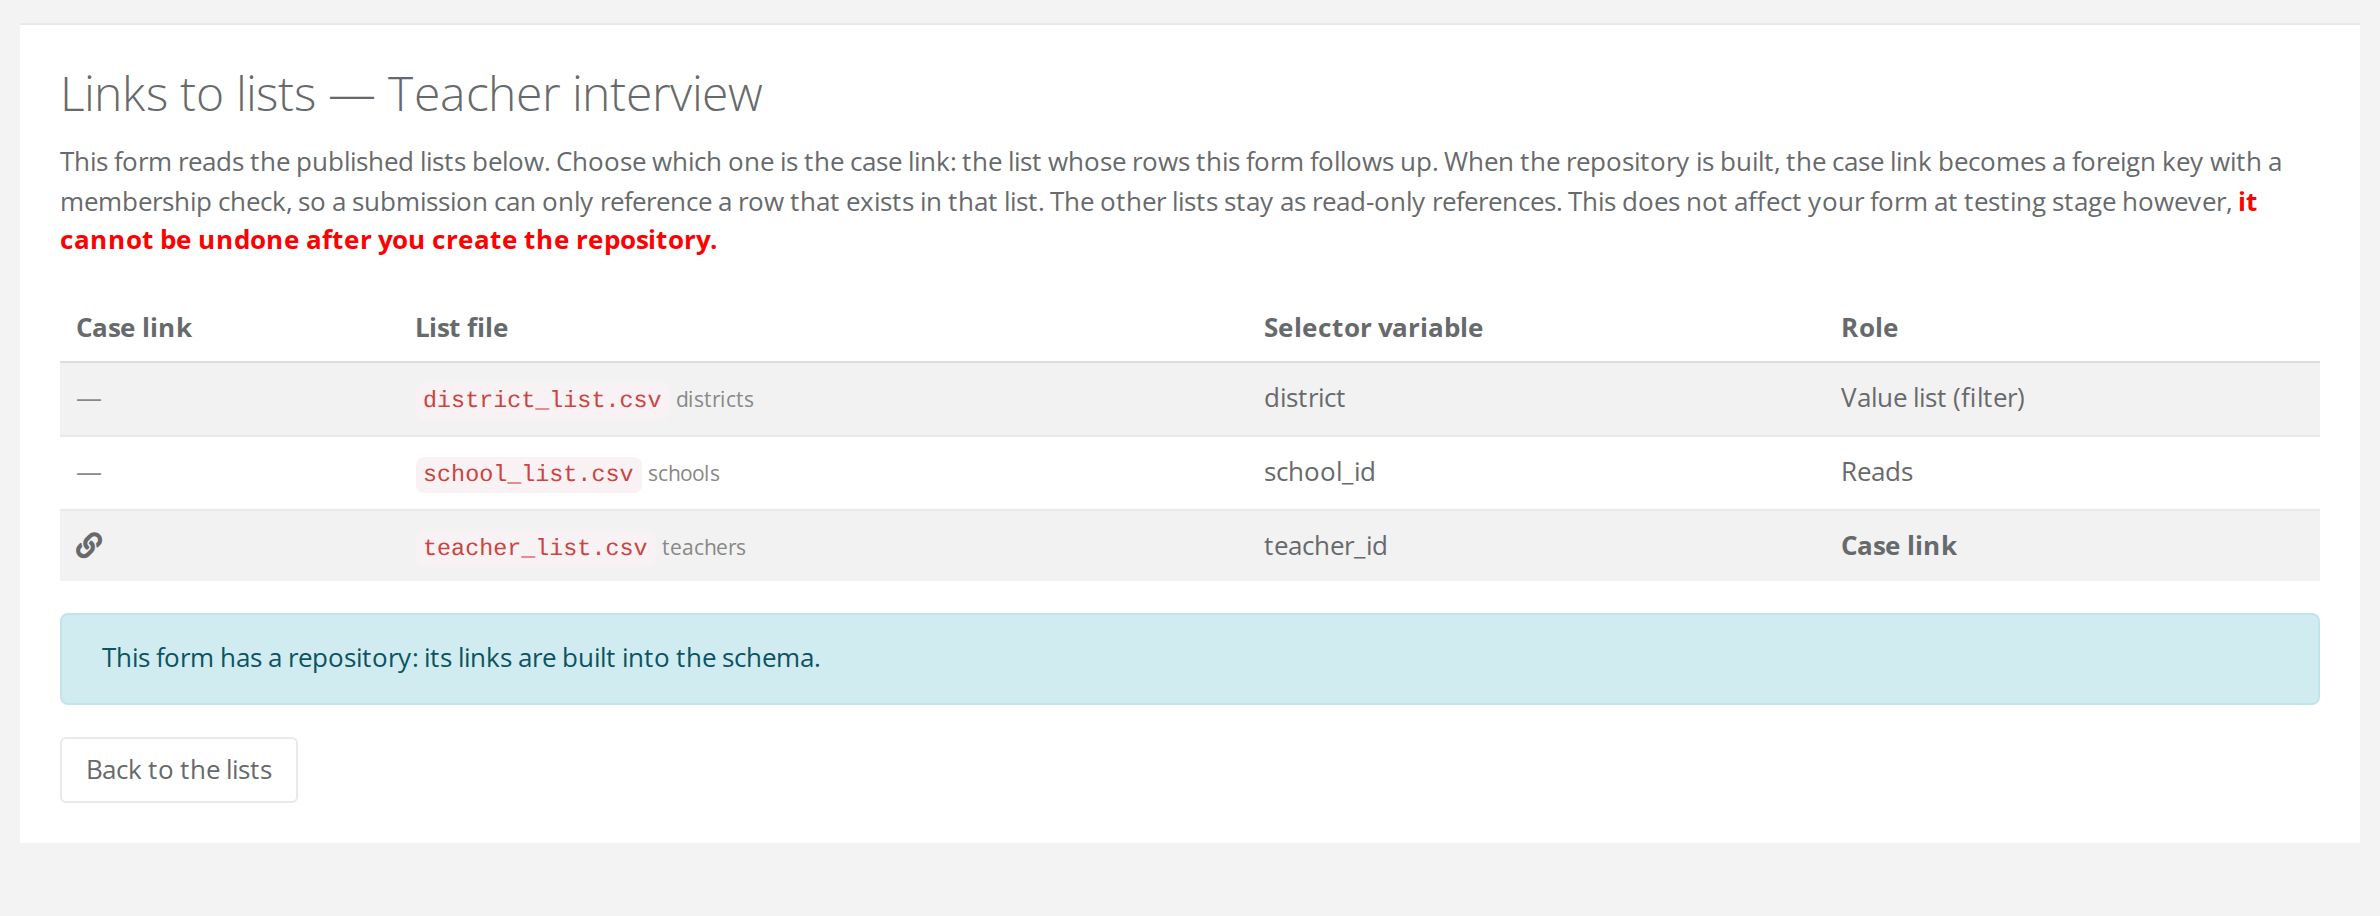 Links to lists — Teacher interview
This form reads the published lists below. Choose which one is the case link: the list whose rows this form follows up. When the repository is built, the case link becomes a foreign key with a
membership check, so a submission can only reference a row that exists in that list. The other lists stay as read-only references. This does not affect your form at testing stage however, it
cannot be undone after you create the repository.
Case link List file Selector variable Role
— district_list.csv districts district Value list (filter)
— school_list.csv schools school_id Reads
teacher_list.csv teachers teacher_id Case link
This form has a repository: its links are built into the schema.
Back to the lists